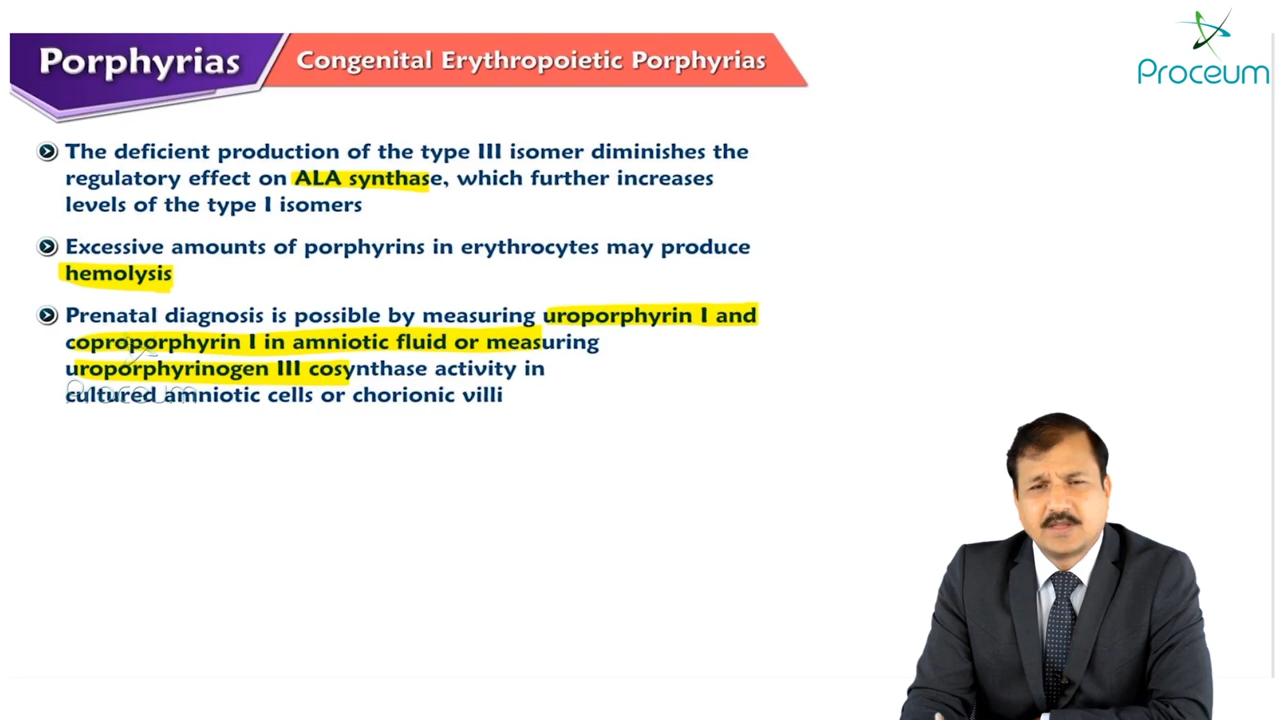 Porphyrias
Congenital Erythropoietic Porphyrias
Proceum
The deficient production of the type III isomer diminishes the
regulatory effect on ALA synthase, which further increases
levels of the type I isomers
Excessive amounts of porphyrins in erythrocytes may produce
hemolysis
Prenatal diagnosis is possible by measuring uroporphyrin I and
coproporphyrin I in amniotic fluid or measuring
uroporphyrinogen III cosynthase activity in
cultured amniotic cells or chorionic villi
Proceum